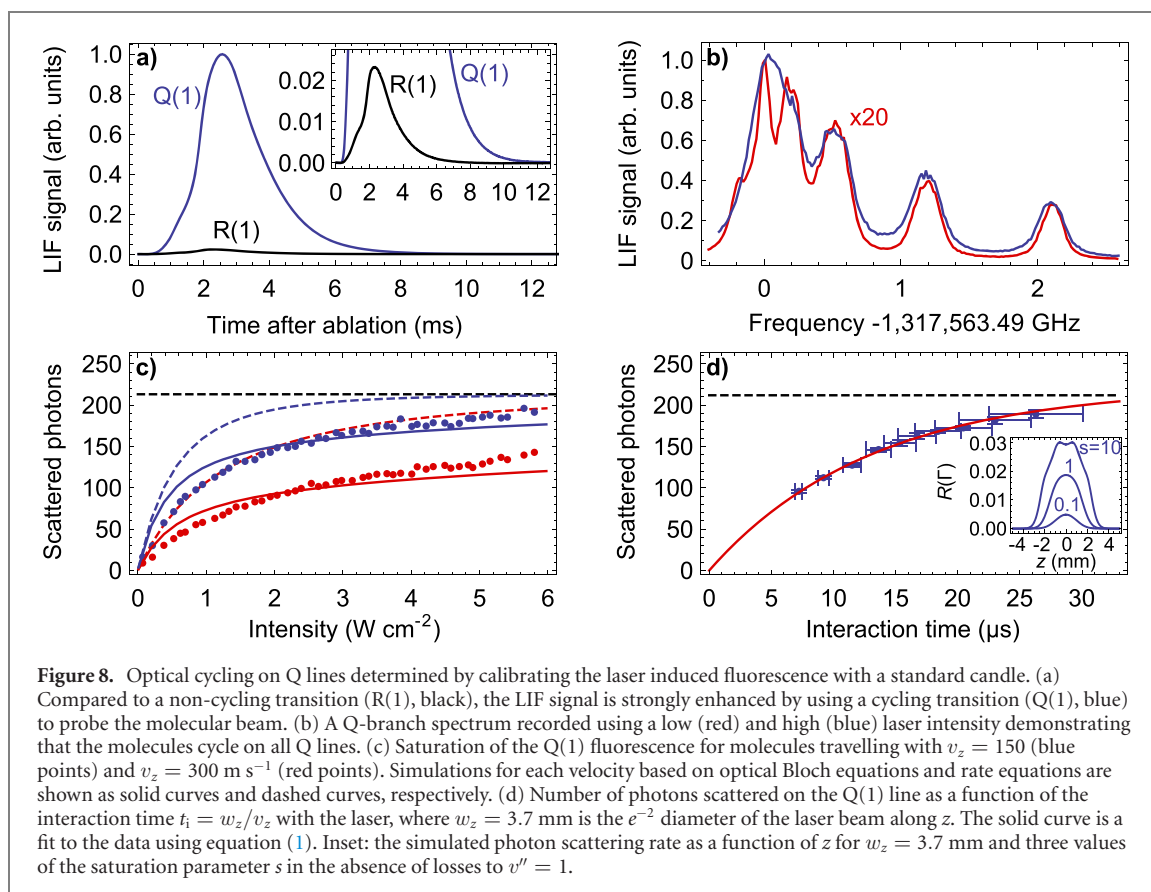 a)
LIF signal (arb. units)
1.0
0.8
0.6
0.4
0.2
0.0
Q(1)
R(1)
0.02
0.01
0.00
R(1)
Q(1)
0 2 4 6 8 10 12
0 2 4 6 8 10 12
Time after ablation (ms)
b)
LIF signal (arb. units)
1.0
0.8
0.6
0.4
0.2
0
x20
0 1 2
Frequency -1,317,563.49 GHz
c)
Scattered photons
250
200
150
100
50
0
0 1 2 3 4 5 6
Intensity (W cm⁻²)
d)
Scattered photons
250
200
150
100
50
0
R(Γ)
0.03
0.02
0.01
0.00
s=10
1
0.1
-4 -2 0 2 4
z (mm)
0 5 10 15 20 25 30
Interaction time (µs)
Figure 8. Optical cycling on Q lines determined by calibrating the laser induced fluorescence with a standard candle. (a)
Compared to a non-cycling transition (R(1), black), the LIF signal is strongly enhanced by using a cycling transition (Q(1), blue)
to probe the molecular beam. (b) A Q-branch spectrum recorded using a low (red) and high (blue) laser intensity demonstrating
that the molecules cycle on all Q lines. (c) Saturation of the Q(1) fluorescence for molecules travelling with v_z = 150 (blue
points) and v_z = 300 m s⁻¹ (red points). Simulations for each velocity based on optical Bloch equations and rate equations are
shown as solid curves and dashed curves, respectively. (d) Number of photons scattered on the Q(1) line as a function of the
interaction time t_i = w_z/v_z with the laser, where w_z = 3.7 mm is the e⁻² diameter of the laser beam along z. The solid curve is a
fit to the data using equation (1). Inset: the simulated photon scattering rate as a function of z for w_z = 3.7 mm and three values
of the saturation parameter s in the absence of losses to v″ = 1.